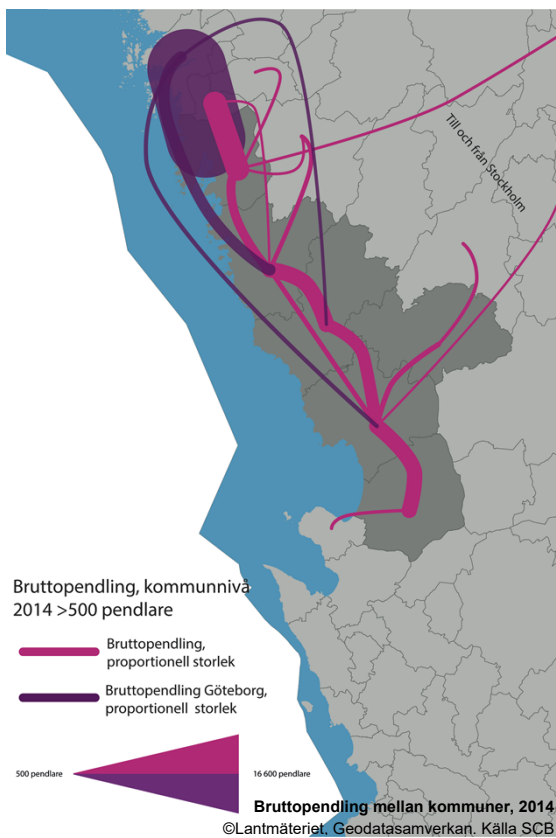 Till och från Stockholm
Bruttopendling, kommunnivå
2014 >500 pendlare
Bruttopendling,
proportionell storlek
Bruttopendling Göteborg,
proportionell storlek
500 pendlare
16 600 pendlare
Bruttopendling mellan kommuner, 2014
©Lantmäteriet, Geodatasamverkan. Källa SCB